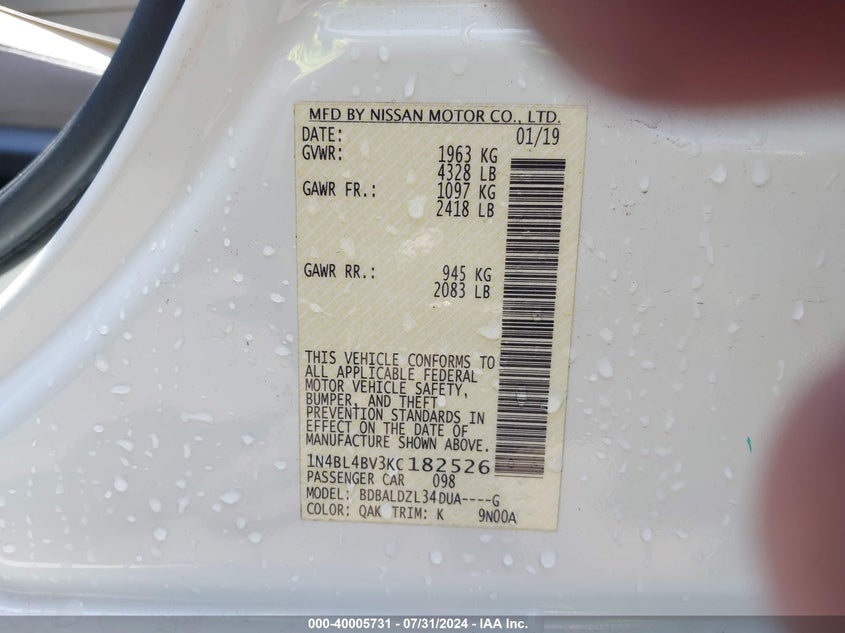 MFD BY NISSAN MOTOR CO., LTD.
DATE: 01/19
GVWR: 1963 KG
4328 LB
GAWR FR.: 1097 KG
2418 LB
GAWR RR.: 945 KG
2083 LB
THIS VEHICLE CONFORMS TO
ALL APPLICABLE FEDERAL
MOTOR VEHICLE SAFETY,
BUMPER, AND THEFT
PREVENTION STANDARDS IN
EFFECT ON THE DATE OF
MANUFACTURE SHOWN ABOVE.
1N4BL4BV3KC182526
PASSENGER CAR 098
MODEL: BDBALDZL34DUA----G
COLOR: QAK TRIM: K 9N00A
000-40005731 - 07/31/2024 - IAA Inc.